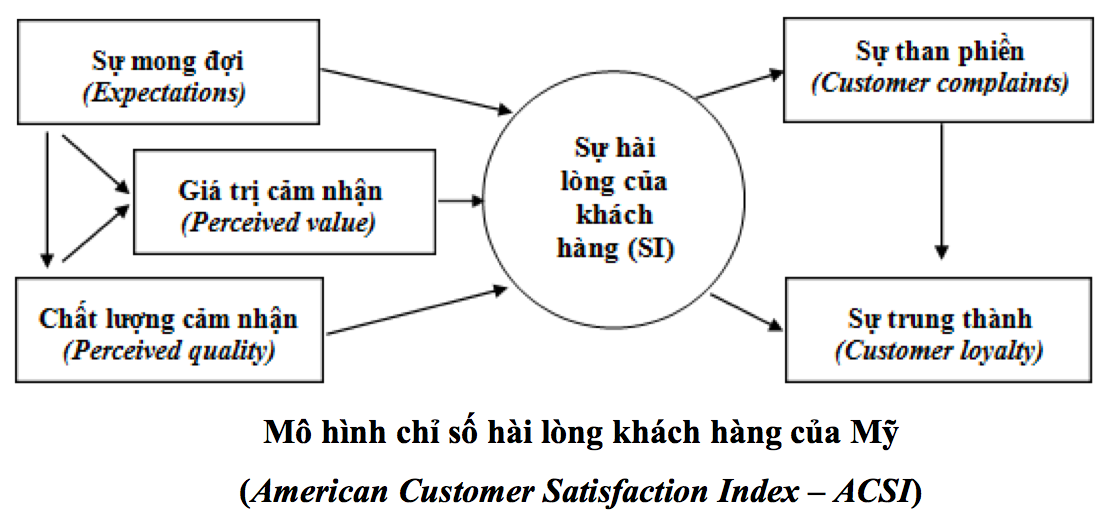 Sự mong đợi
(Expectations)
Giá trị cảm nhận
(Perceived value)
Chất lượng cảm nhận
(Perceived quality)
Sự hài
lòng của
khách
hàng (SI)
Sự than phiền
(Customer complaints)
Sự trung thành
(Customer loyalty)
Mô hình chỉ số hài lòng khách hàng của Mỹ
(American Customer Satisfaction Index – ACSI)